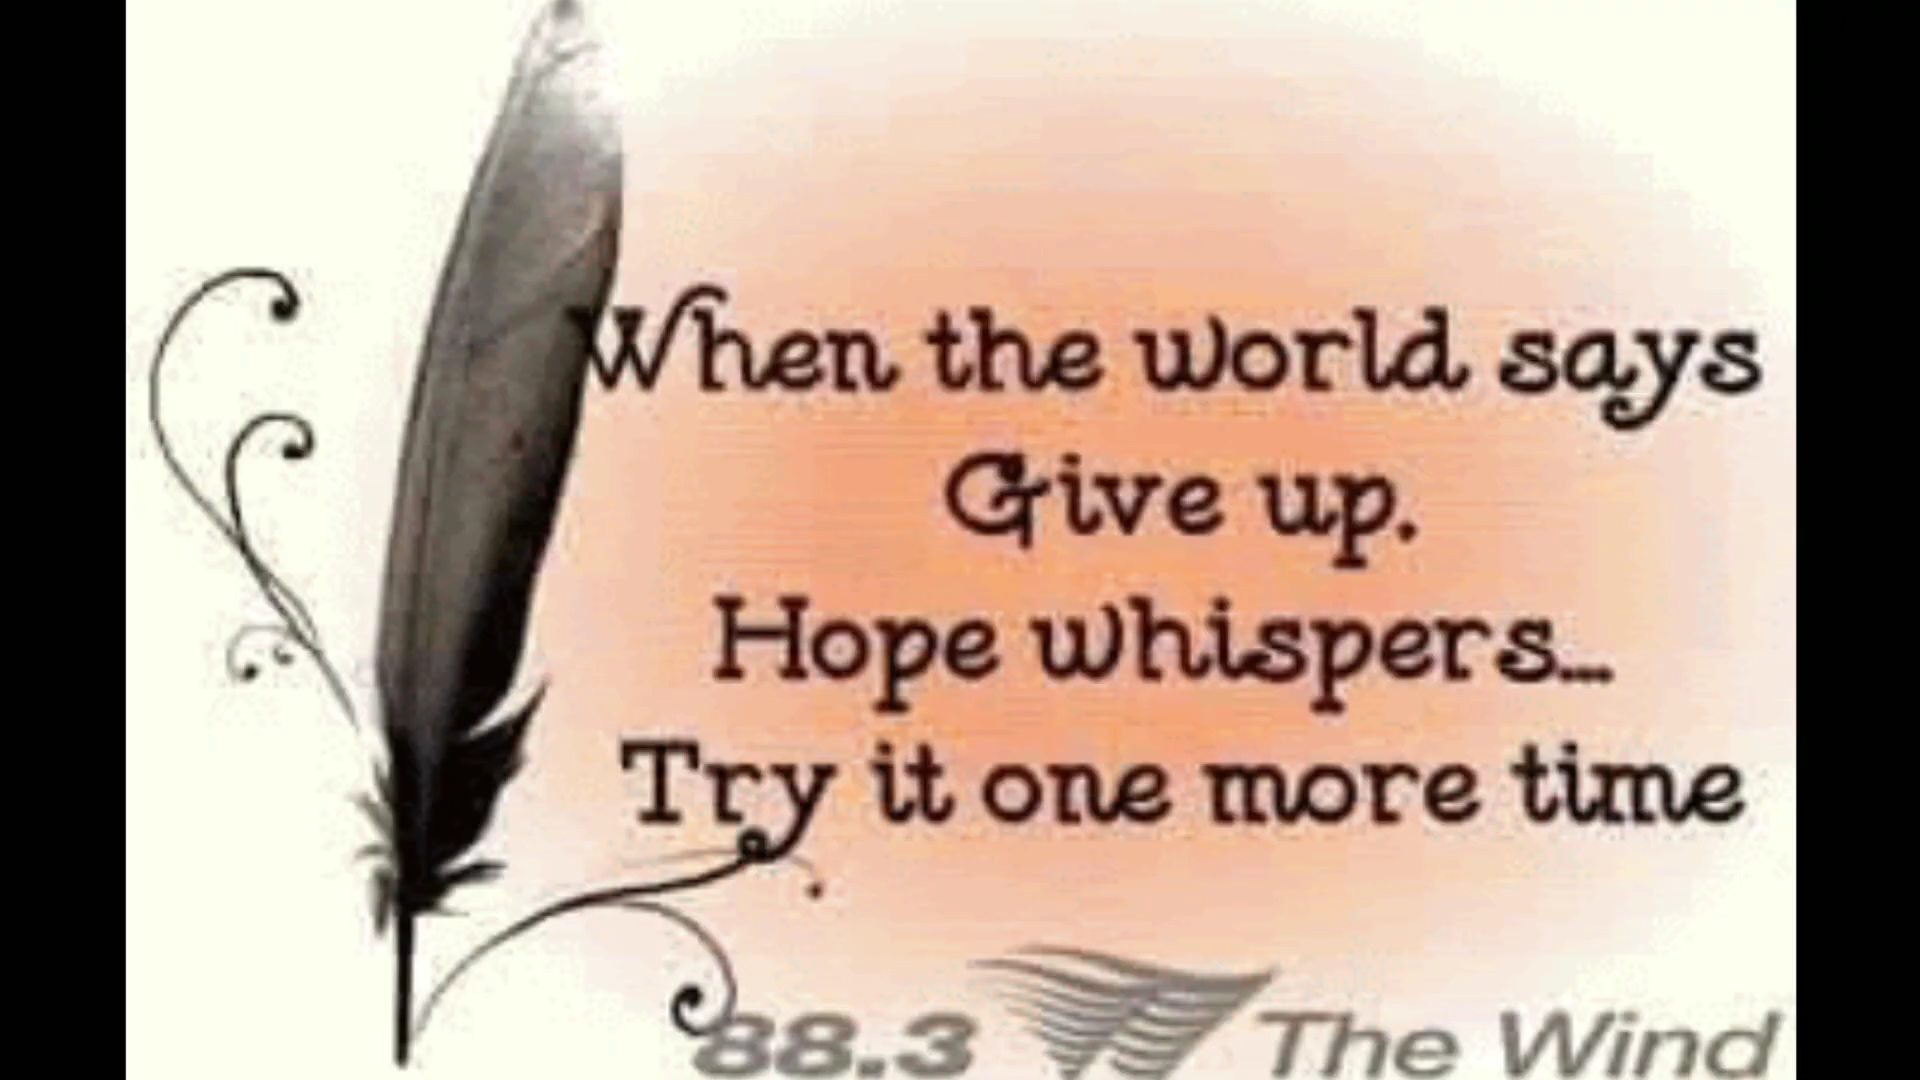 When the world says
Give up.
Hope whispers...
Try it one more time
88.3 The Wind